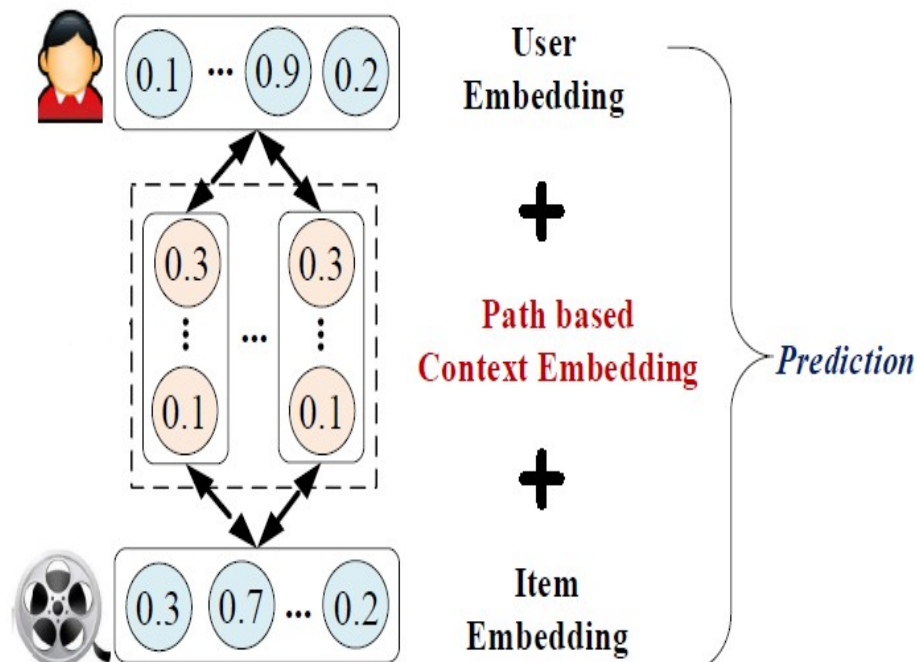 0.1 ... 0.9 0.2
User
Embedding
+
0.3 0.3
...
0.1 0.1
Path based
Context Embedding
Prediction
+
0.3 0.7 ... 0.2
Item
Embedding